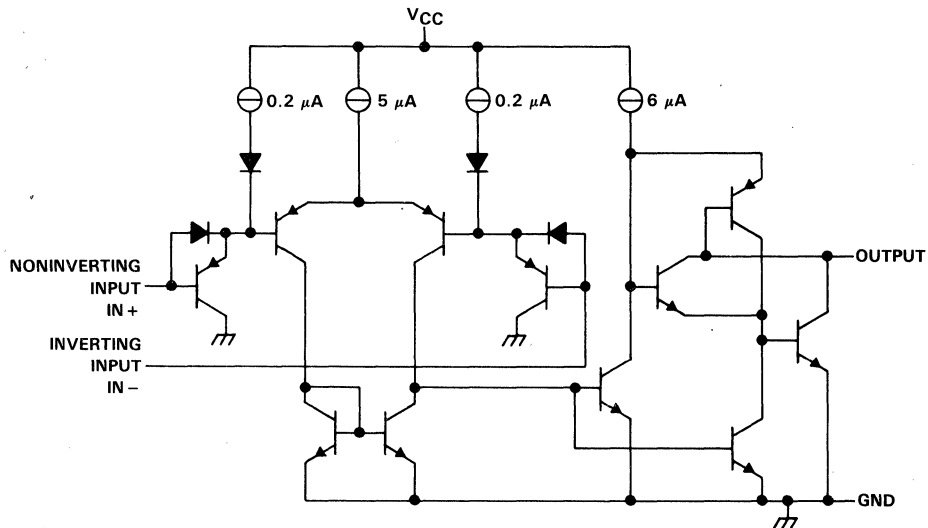 VCC
0.2 μA
5 μA
0.2 μA
6 μA
NONINVERTING
INPUT
IN +
OUTPUT
INVERTING
INPUT
IN −
GND